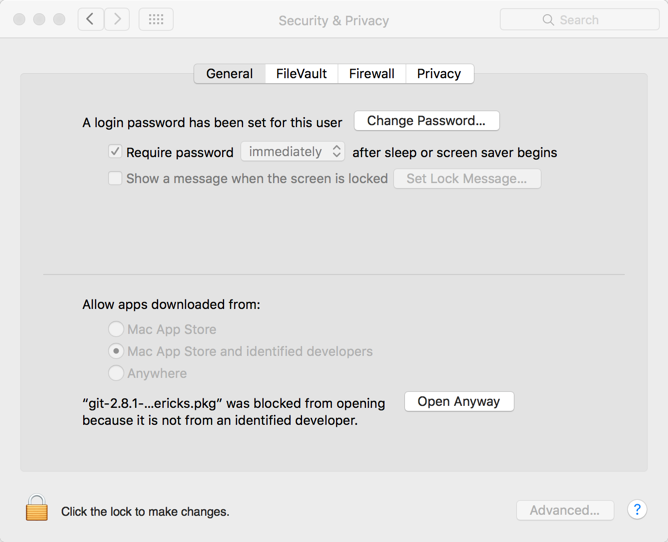 Security & Privacy
Search
General
FileVault
Firewall
Privacy
A login password has been set for this user
Change Password...
Require password
immediately
after sleep or screen saver begins
Show a message when the screen is locked
Set Lock Message...
Allow apps downloaded from:
Mac App Store
Mac App Store and identified developers
Anywhere
“git-2.8.1-...ericks.pkg” was blocked from opening
because it is not from an identified developer.
Open Anyway
Click the lock to make changes.
Advanced...
?